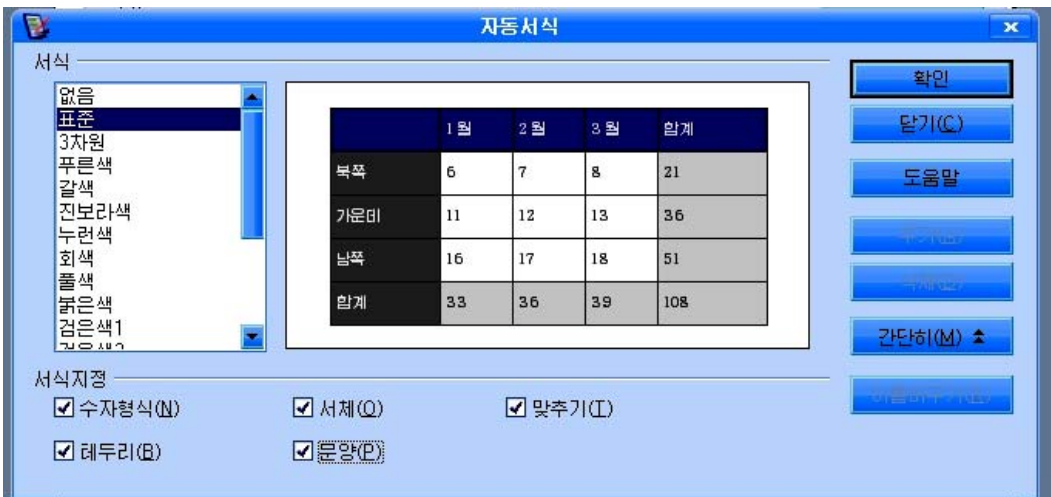 자동서식
서식
없음
표준
3차원
푸른색
갈색
진보라색
누런색
회색
풀색
붉은색
검은색1
검은색2
1월 2월 3월 합계
북쪽 6 7 8 21
가운데 11 12 13 36
남쪽 16 17 18 51
합계 33 36 39 108
확인
닫기(C)
도움말
간단히(M)
서식지정
수자형식(N) 서체(O) 맞추기(I)
테두리(B) 문양(P)